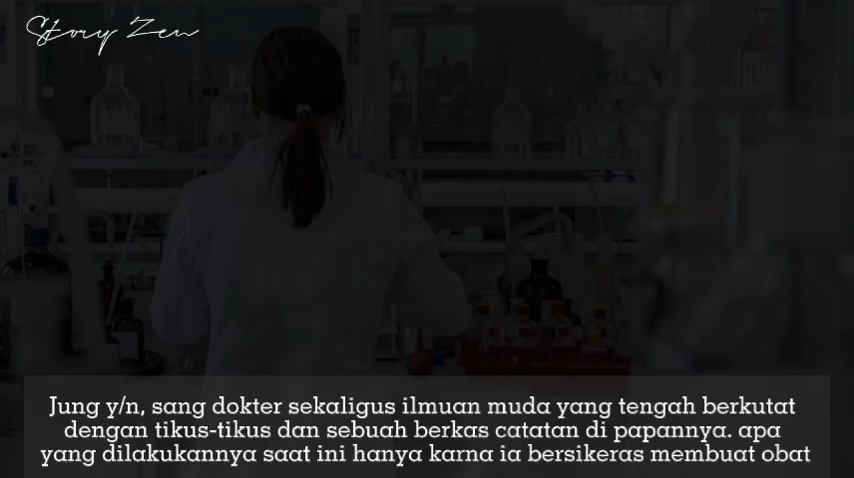 Story Zen
Jung y/n, sang dokter sekaligus ilmuan muda yang tengah berkutat
dengan tikus-tikus dan sebuah berkas catatan di papannya. apa
yang dilakukannya saat ini hanya karna ia bersikeras membuat obat